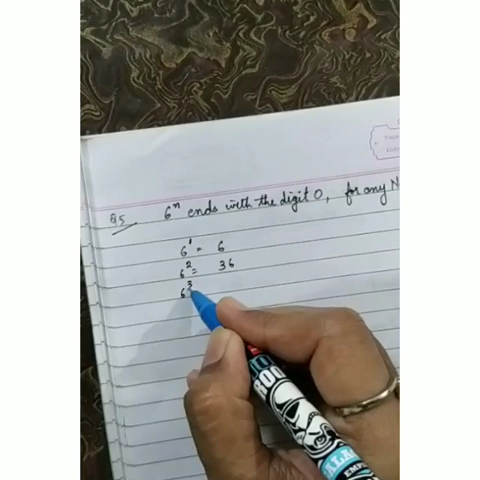 Q5 6ⁿ ends with the digit 0, for any N
6¹ = 6
6² = 36
6³